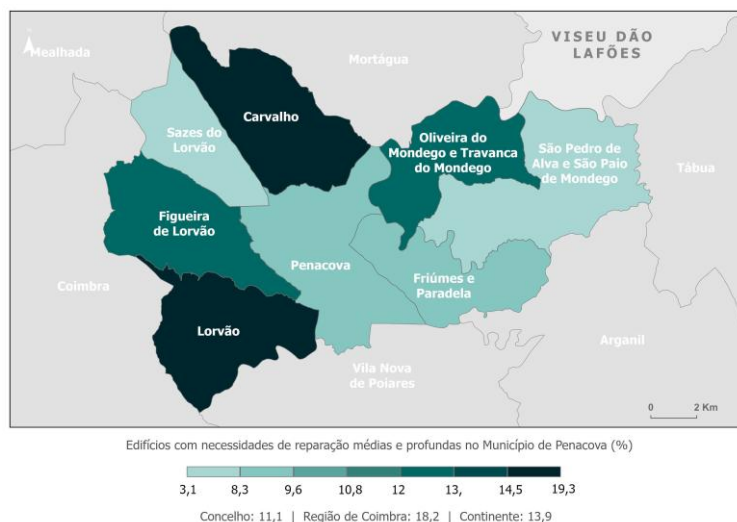 VISEU DÃO
LAFÕES
N
Mealhada
Mortágua
Carvalho
Sazes do
Lorvão
Oliveira do
Mondego e Travanca
do Mondego
São Pedro de
Alva e São Paio
de Mondego
Tábua
Figueira
de Lorvão
Penacova
Friúmes e
Paradela
Coimbra
Lorvão
Arganil
Vila Nova
de Poiares
0 2 Km
Edifícios com necessidades de reparação médias e profundas no Município de Penacova (%)
3,1 8,3 9,6 10,8 12 13, 14,5 19,3
Concelho: 11,1 | Região de Coimbra: 18,2 | Continente: 13,9